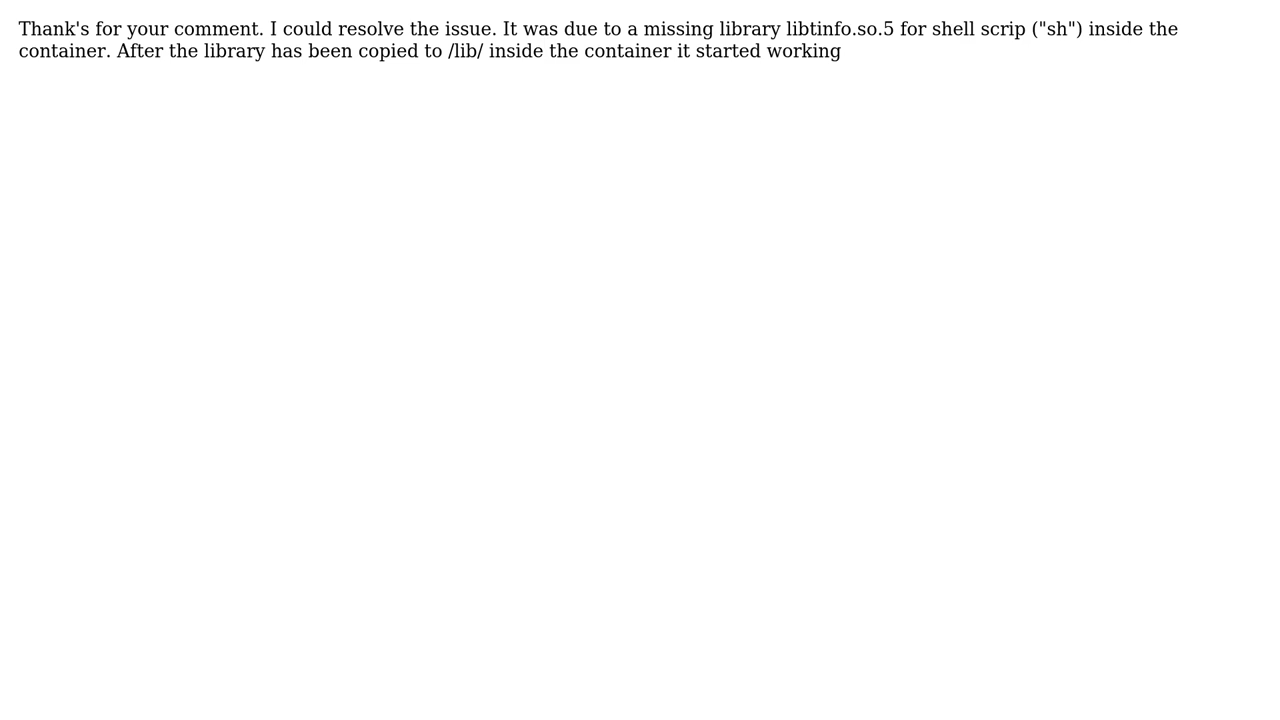 Thank's for your comment. I could resolve the issue. It was due to a missing library libtinfo.so.5 for shell scrip ("sh") inside the
container. After the library has been copied to /lib/ inside the container it started working